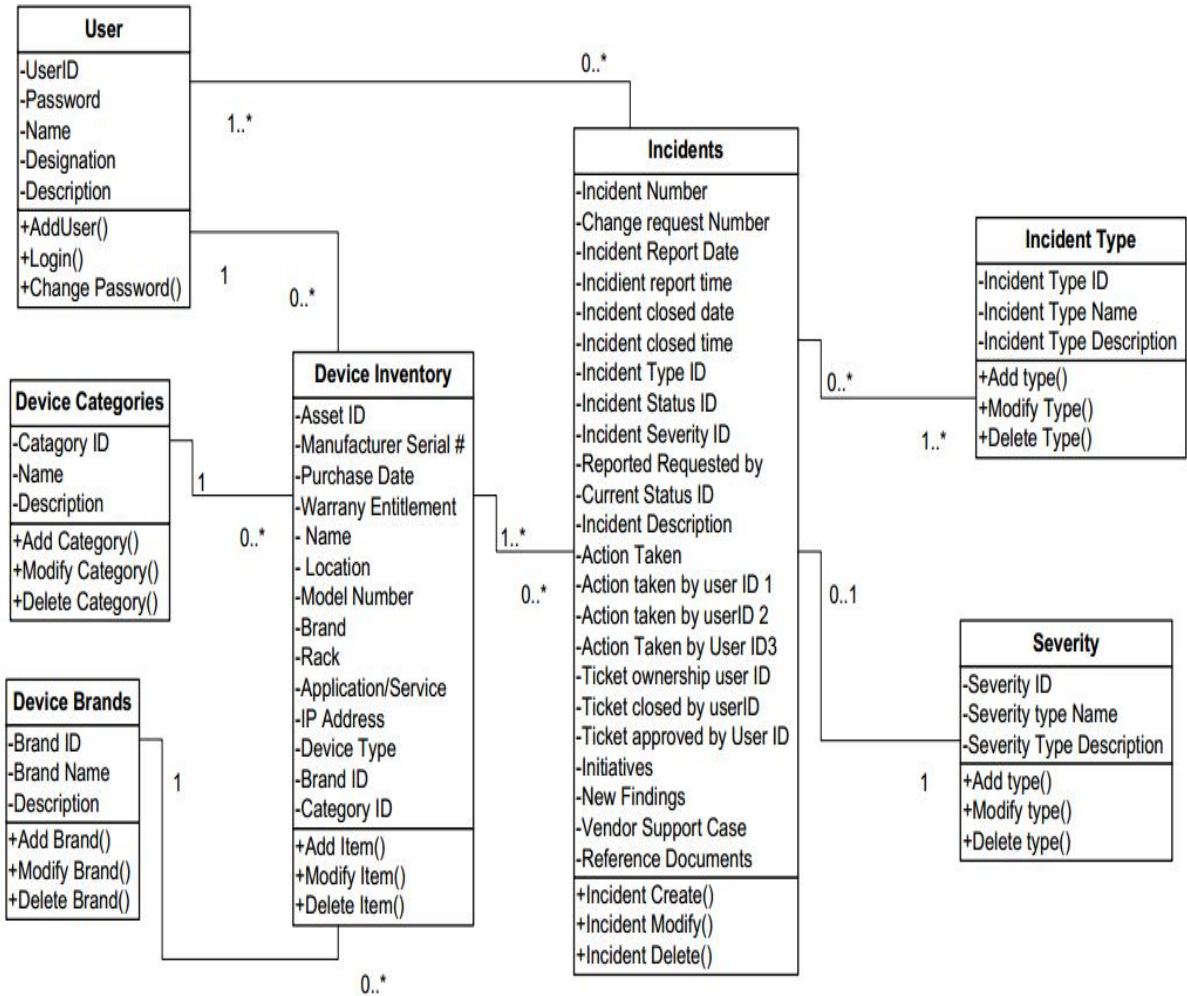 User
-UserID
-Password
-Name
-Designation
-Description
+AddUser()
+Login()
+Change Password()
1..*
0..*
1
0..*
Device Categories
-Catagory ID
-Name
-Description
+Add Category()
+Modify Category()
+Delete Category()
1
0..*
Device Brands
-Brand ID
-Brand Name
-Description
+Add Brand()
+Modify Brand()
+Delete Brand()
1
0..*
Device Inventory
-Asset ID
-Manufacturer Serial #
-Purchase Date
-Warrany Entitlement
- Name
- Location
-Model Number
-Brand
-Rack
-Application/Service
-IP Address
-Device Type
-Brand ID
-Category ID
+Add Item()
+Modify Item()
+Delete Item()
1..*
0..*
Incidents
-Incident Number
-Change request Number
-Incident Report Date
-Incidient report time
-Incident closed date
-Incident closed time
-Incident Type ID
-Incident Status ID
-Incident Severity ID
-Reported Requested by
-Current Status ID
-Incident Description
-Action Taken
-Action taken by user ID 1
-Action taken by userID 2
-Action Taken by User ID3
-Ticket ownership user ID
-Ticket closed by userID
-Ticket approved by User ID
-Initiatives
-New Findings
-Vendor Support Case
-Reference Documents
+Incident Create()
+Incident Modify()
+Incident Delete()
0..*
1..*
Incident Type
-Incident Type ID
-Incident Type Name
-Incident Type Description
+Add type()
+Modify Type()
+Delete Type()
0..1
1
Severity
-Severity ID
-Severity type Name
-Severity Type Description
+Add type()
+Modify type()
+Delete type()